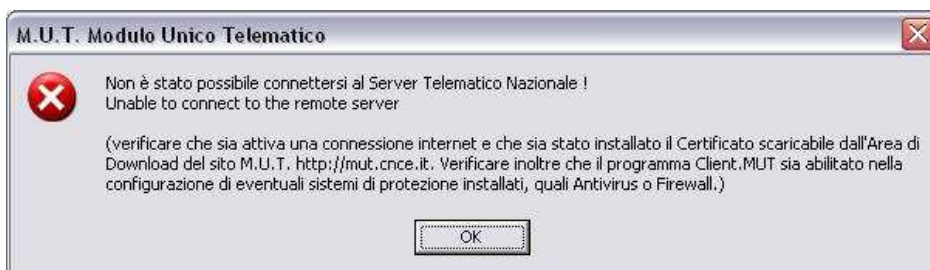 M.U.T. Modulo Unico Telematico
Non è stato possibile connettersi al Server Telematico Nazionale !
Unable to connect to the remote server
(verificare che sia attiva una connessione internet e che sia stato installato il Certificato scaricabile dall'Area di
Download del sito M.U.T. http://mut.cnce.it. Verificare inoltre che il programma Client.MUT sia abilitato nella
configurazione di eventuali sistemi di protezione installati, quali Antivirus o Firewall.)
OK